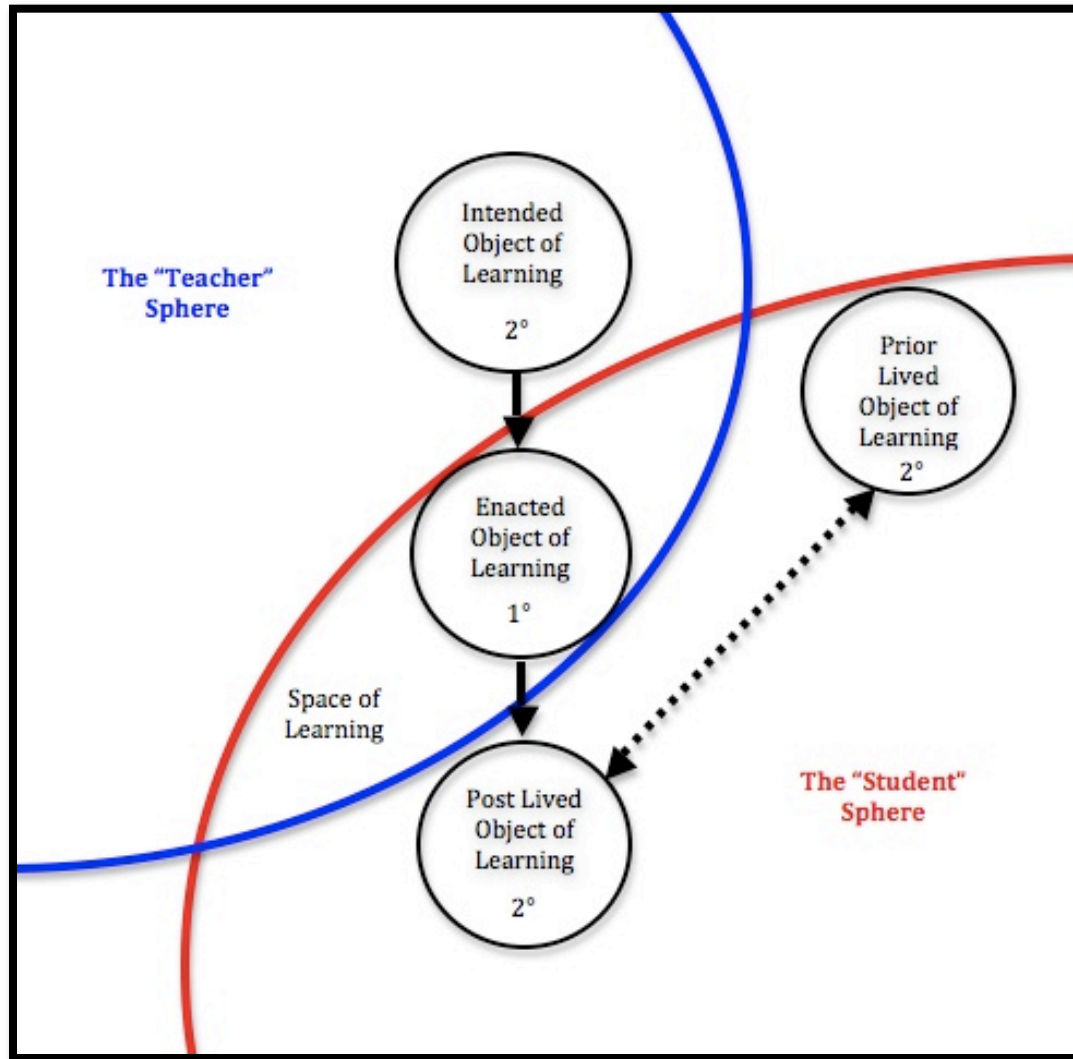 Intended
Object of
Learning
2°
The “Teacher”
Sphere
Prior
Lived
Object of
Learning
2°
Enacted
Object of
Learning
1°
Space of
Learning
Post Lived
Object of
Learning
2°
The “Student“
Sphere